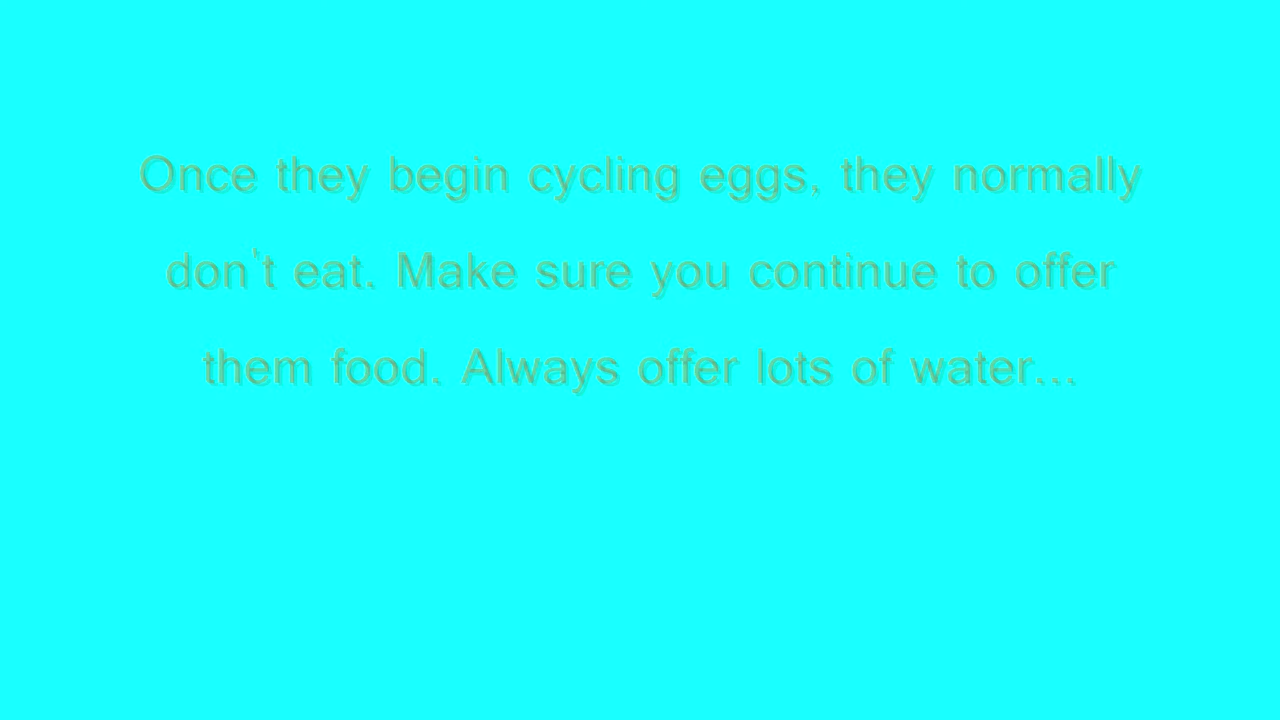 Once they begin cycling eggs, they normally
don't eat. Make sure you continue to offer
them food. Always offer lots of water...